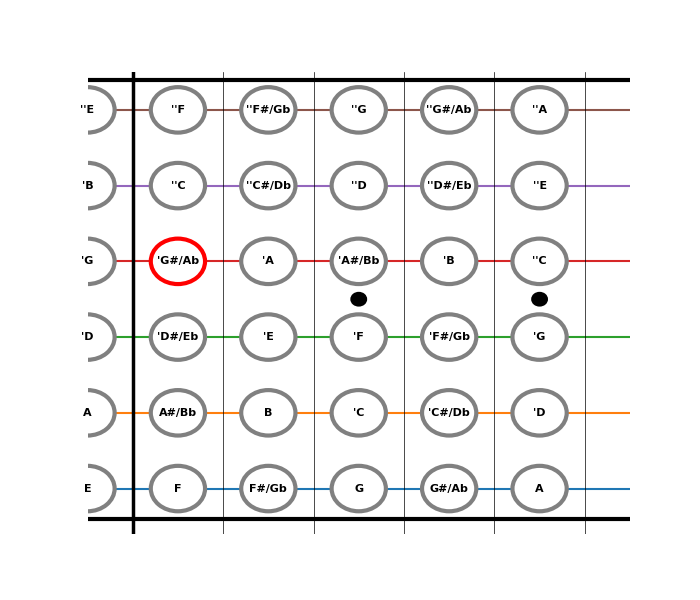 ''E ''F ''F#/Gb ''G ''G#/Ab ''A
'B ''C ''C#/Db ''D ''D#/Eb ''E
'G 'G#/Ab 'A 'A#/Bb 'B ''C
'D 'D#/Eb 'E 'F 'F#/Gb 'G
A A#/Bb B 'C 'C#/Db 'D
E F F#/Gb G G#/Ab A